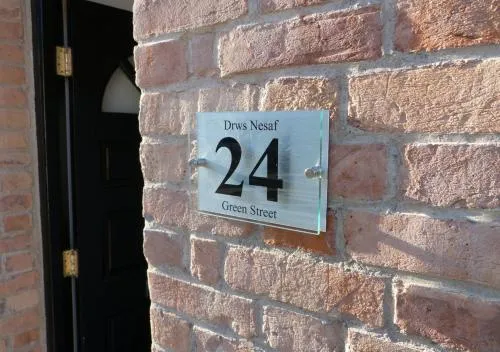 Drws Nesaf
24
Green Street